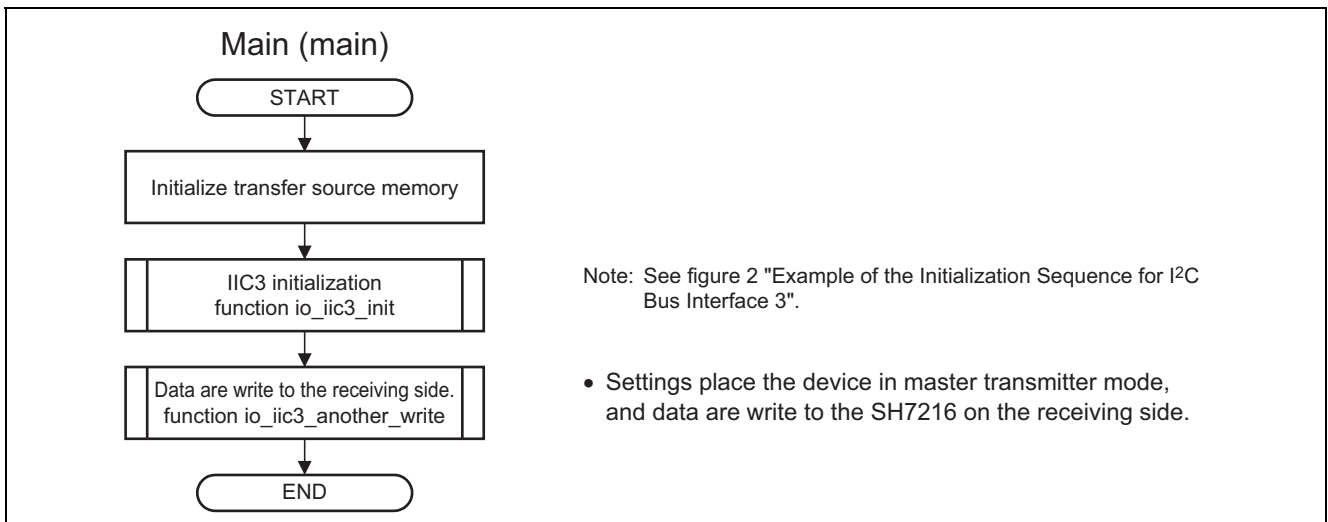 Main (main)
START
Initialize transfer source memory
IIC3 initialization
function io_iic3_init
Note: See figure 2 "Example of the Initialization Sequence for I2C
Bus Interface 3".
Data are write to the receiving side.
function io_iic3_another_write
• Settings place the device in master transmitter mode,
and data are write to the SH7216 on the receiving side.
END